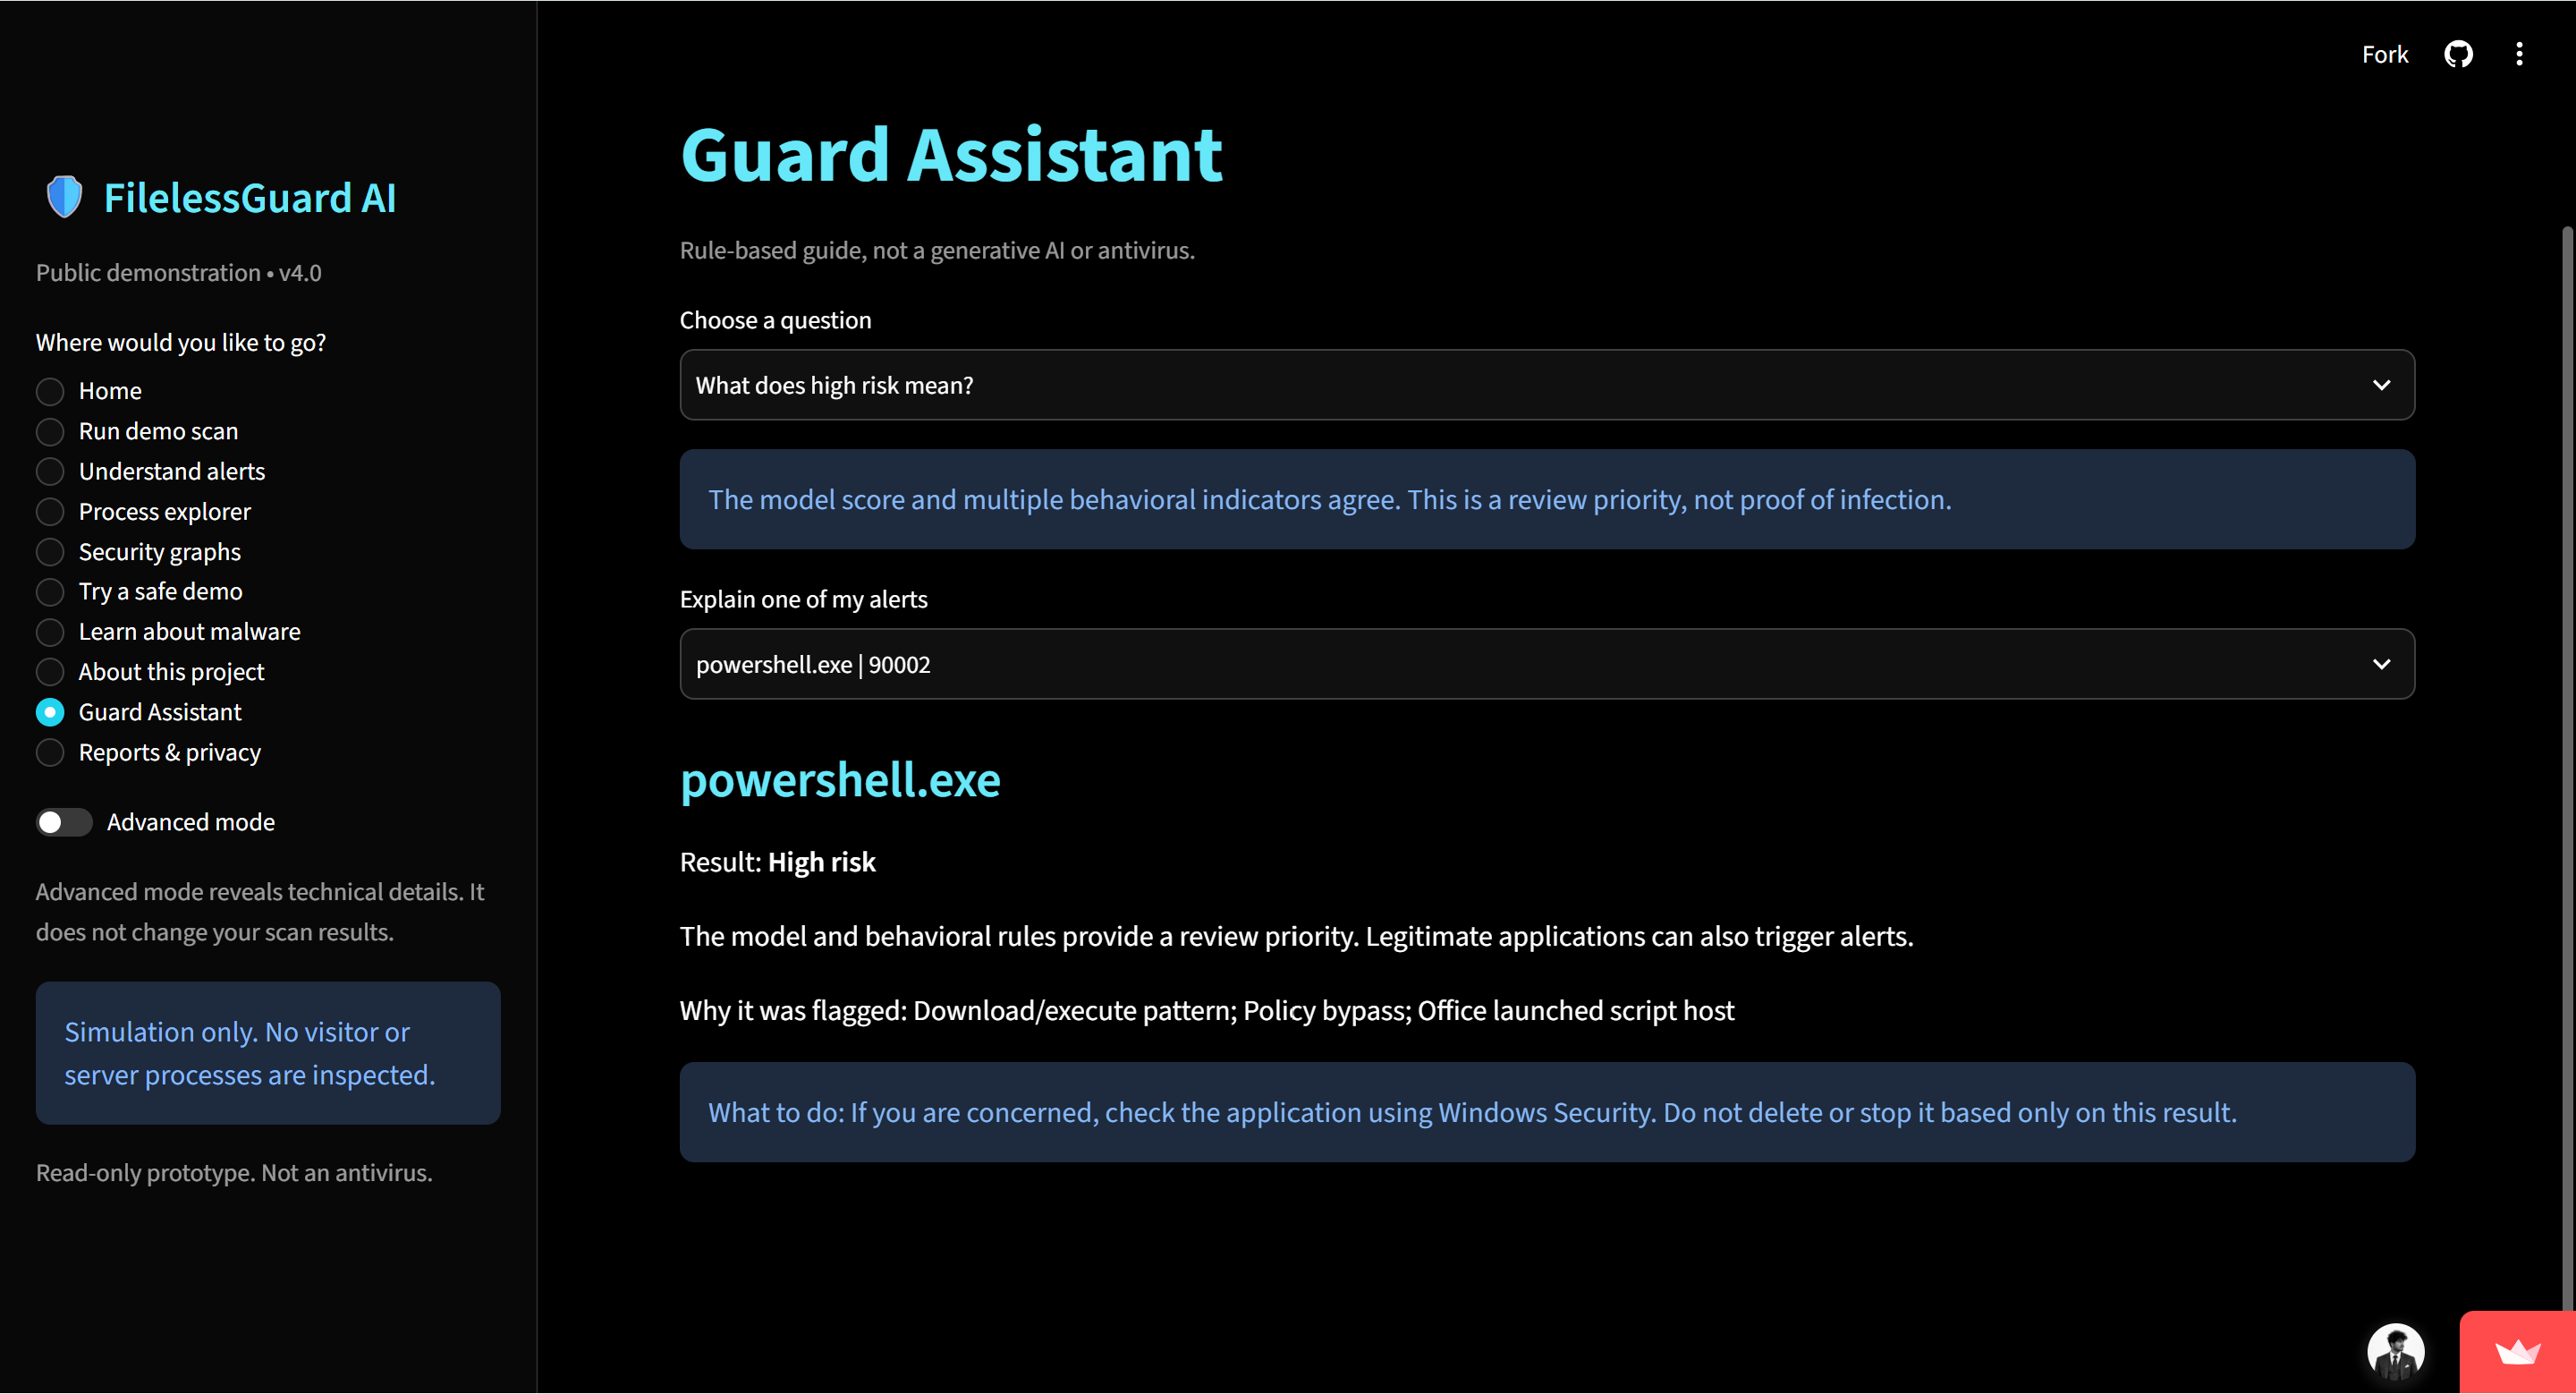 Fork
FilelessGuard AI
Public demonstration • v4.0
Where would you like to go?
Home
Run demo scan
Understand alerts
Process explorer
Security graphs
Try a safe demo
Learn about malware
About this project
Guard Assistant
Reports & privacy
Advanced mode
Advanced mode reveals technical details. It
does not change your scan results.
Simulation only. No visitor or
server processes are inspected.
Read-only prototype. Not an antivirus.
Guard Assistant
Rule-based guide, not a generative AI or antivirus.
Choose a question
What does high risk mean?
The model score and multiple behavioral indicators agree. This is a review priority, not proof of infection.
Explain one of my alerts
powershell.exe | 90002
powershell.exe
Result: High risk
The model and behavioral rules provide a review priority. Legitimate applications can also trigger alerts.
Why it was flagged: Download/execute pattern; Policy bypass; Office launched script host
What to do: If you are concerned, check the application using Windows Security. Do not delete or stop it based only on this result.